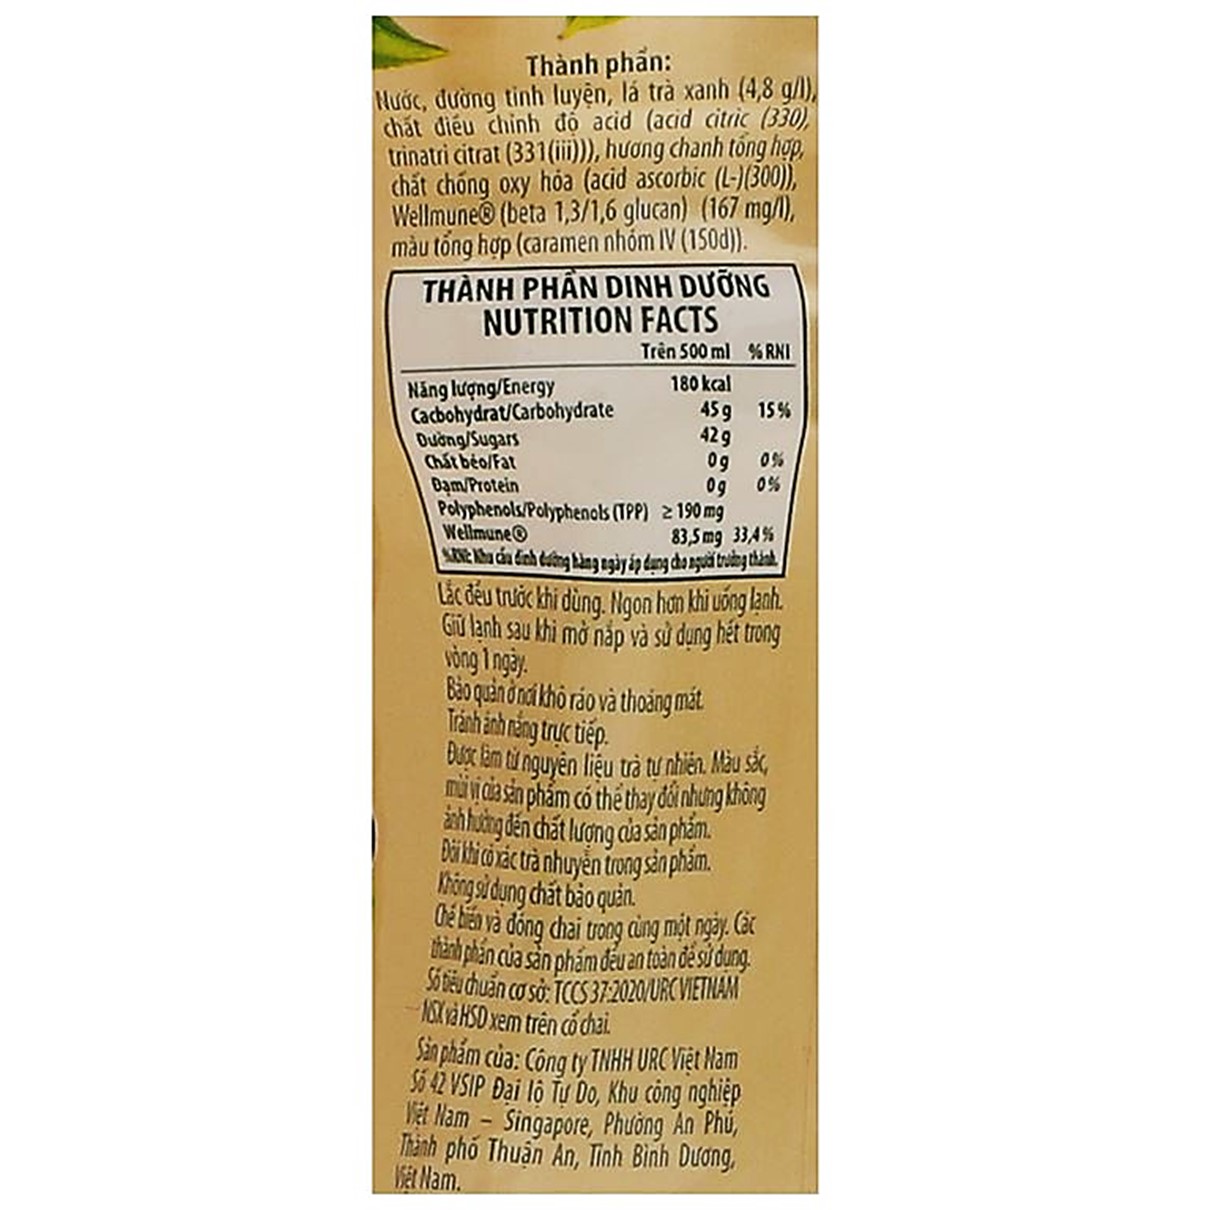 Thành phần:
Nước, đường tinh luyện, lá trà xanh (4,8 g/l),
chất điều chỉnh độ acid (acid citric (330),
trinatri citrat (331(iii))), hương chanh tổng hợp,
chất chống oxy hóa (acid ascorbic (L-)(300)),
Wellmune® (beta 1,3/1,6 glucan) (167 mg/l),
màu tổng hợp (caramen nhóm IV (150d)).
THÀNH PHẦN DINH DƯỠNG
NUTRITION FACTS
Trên 500 ml % RNI
Năng lượng/Energy 180 kcal
Cacbohydrat/Carbohydrate 45 g 15 %
Đường/Sugars 42 g
Chất béo/Fat 0 g 0 %
Đạm/Protein 0 g 0 %
Polyphenols/Polyphenols (TPP) ≥ 190 mg
Wellmune® 83,5 mg 33,4 %
%RNI: Nhu cầu dinh dưỡng hàng ngày áp dụng cho người trưởng thành.
Lắc đều trước khi dùng. Ngon hơn khi uống lạnh.
Giữ lạnh sau khi mở nắp và sử dụng hết trong
vòng 1 ngày.
Bảo quản ở nơi khô ráo và thoáng mát.
Tránh ánh nắng trực tiếp.
Được làm từ nguyên liệu trà tự nhiên. Màu sắc,
mùi vị của sản phẩm có thể thay đổi nhưng không
ảnh hưởng đến chất lượng của sản phẩm.
Đôi khi có xác trà nhuyễn trong sản phẩm.
Không sử dụng chất bảo quản.
Chế biến và đóng chai trong cùng một ngày. Các
thành phần của sản phẩm đều an toàn để sử dụng.
Số tiêu chuẩn cơ sở: TCCS 37:2020/URC VIETNAM
NSX và HSD xem trên cổ chai.
Sản phẩm của: Công ty TNHH URC Việt Nam
Số 42 VSIP Đại lộ Tự Do, Khu công nghiệp
Việt Nam – Singapore, Phường An Phú,
Thành phố Thuận An, Tỉnh Bình Dương,
Việt Nam.